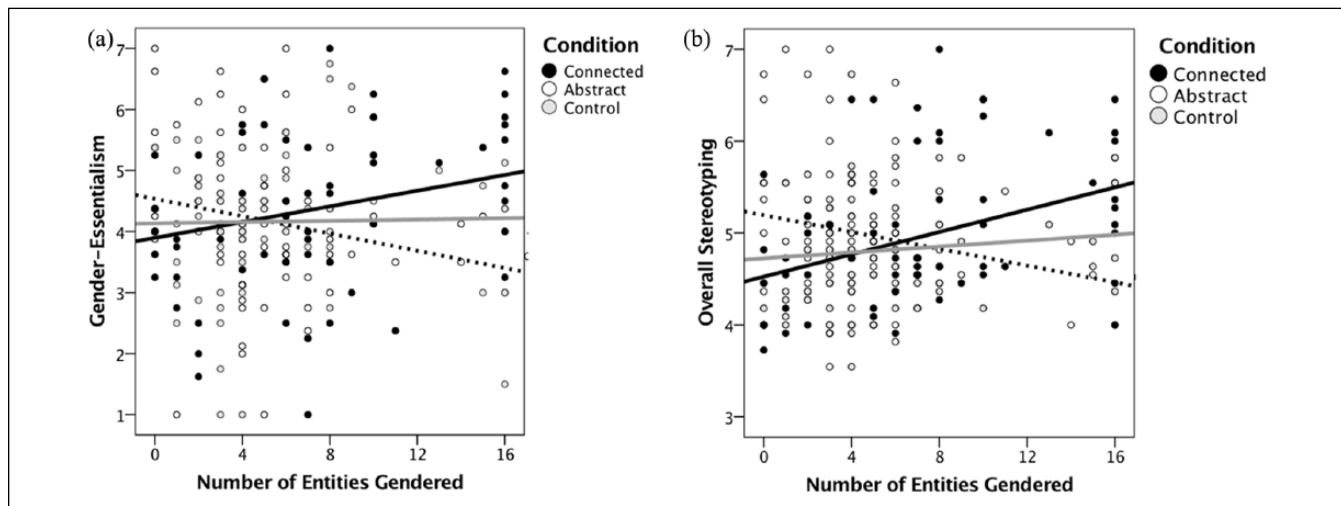 (a)
Gender-Essentialism
7
6
5
4
3
2
1
0 4 8 12 16
Number of Entities Gendered
Condition
Connected
Abstract
Control
(b)
Overall Stereotyping
7
6
5
4
3
0 4 8 12 16
Number of Entities Gendered
Condition
Connected
Abstract
Control